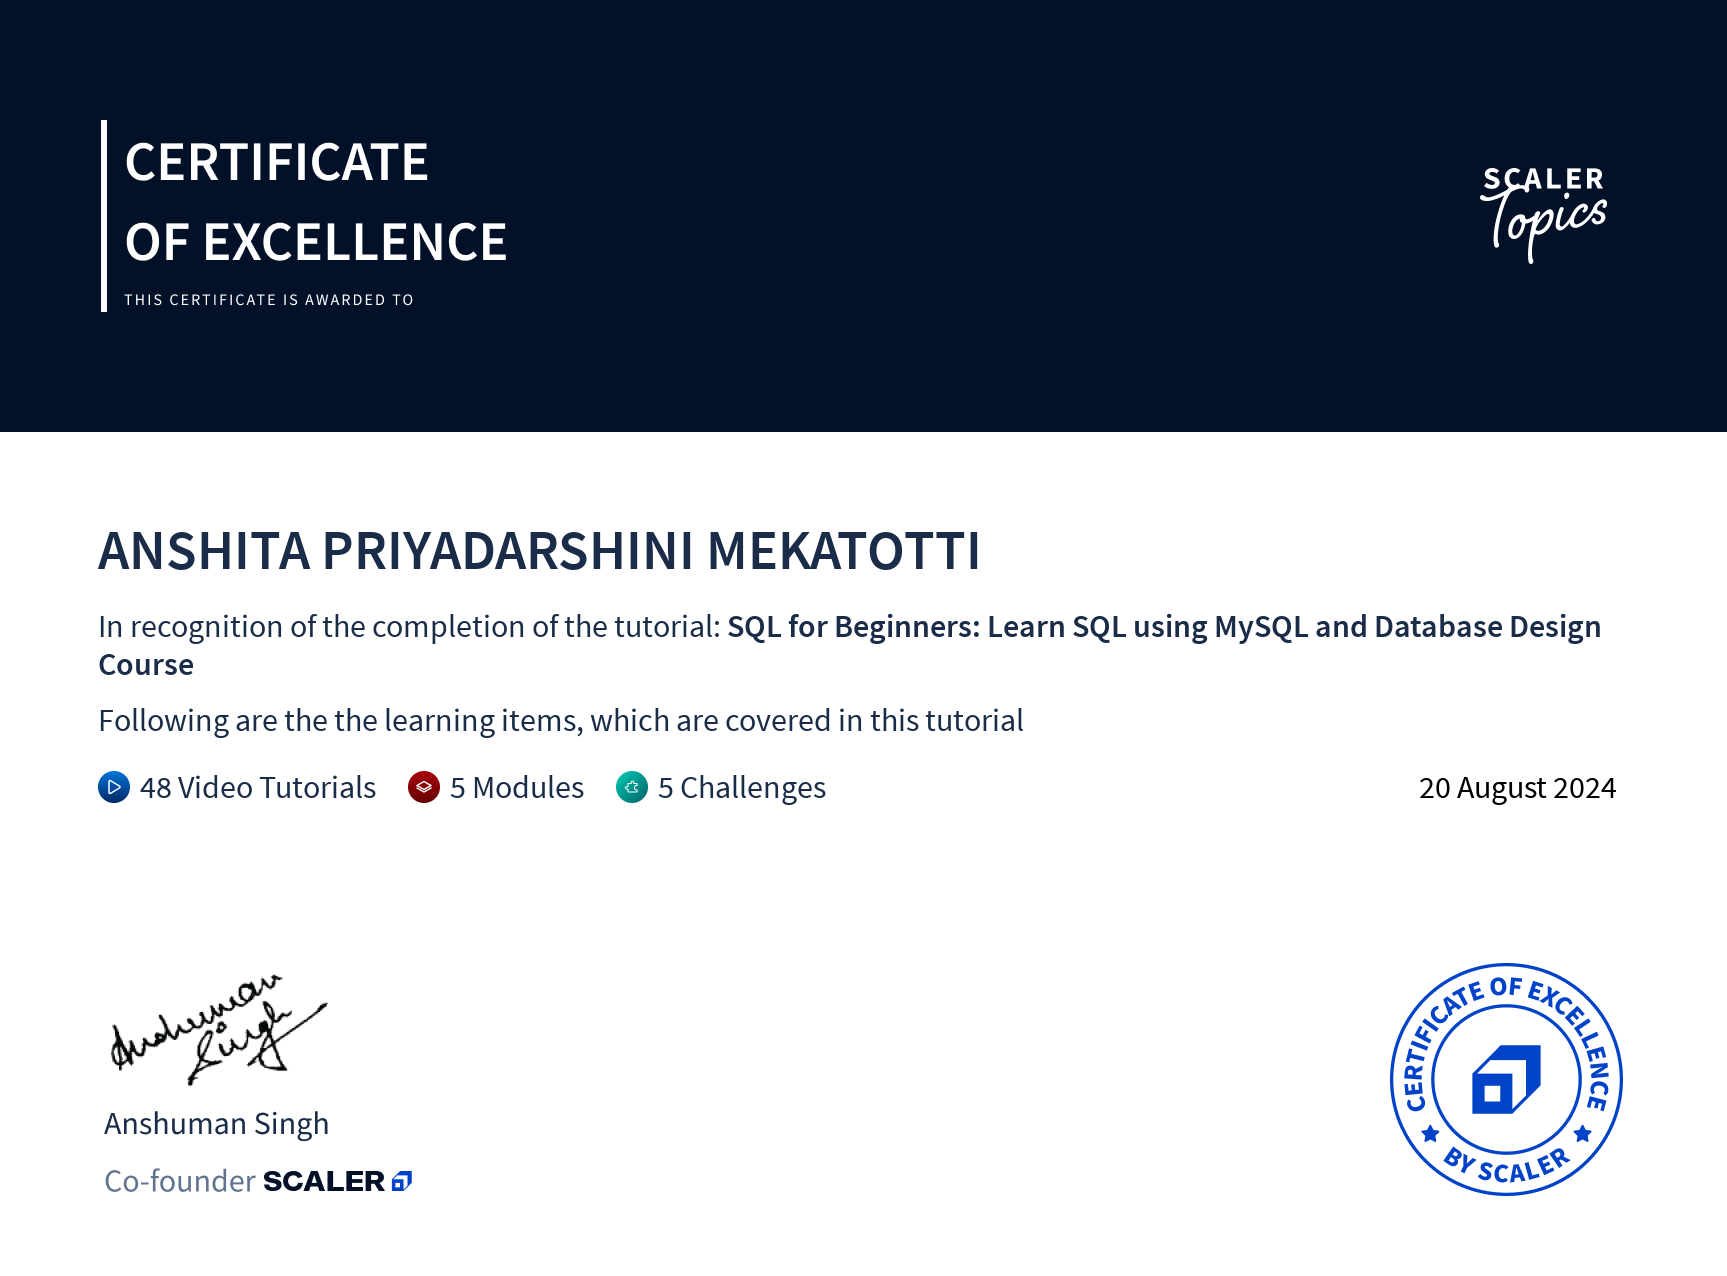 CERTIFICATE
OF EXCELLENCE
THIS CERTIFICATE IS AWARDED TO
SCALER
Topics
ANSHITA PRIYADARSHINI MEKATOTTI
In recognition of the completion of the tutorial: SQL for Beginners: Learn SQL using MySQL and Database Design
Course
Following are the the learning items, which are covered in this tutorial
48 Video Tutorials 5 Modules 5 Challenges 20 August 2024
Anshuman
Singh
Anshuman Singh
Co-founder SCALER
CERTIFICATE OF EXCELLENCE
BY SCALER